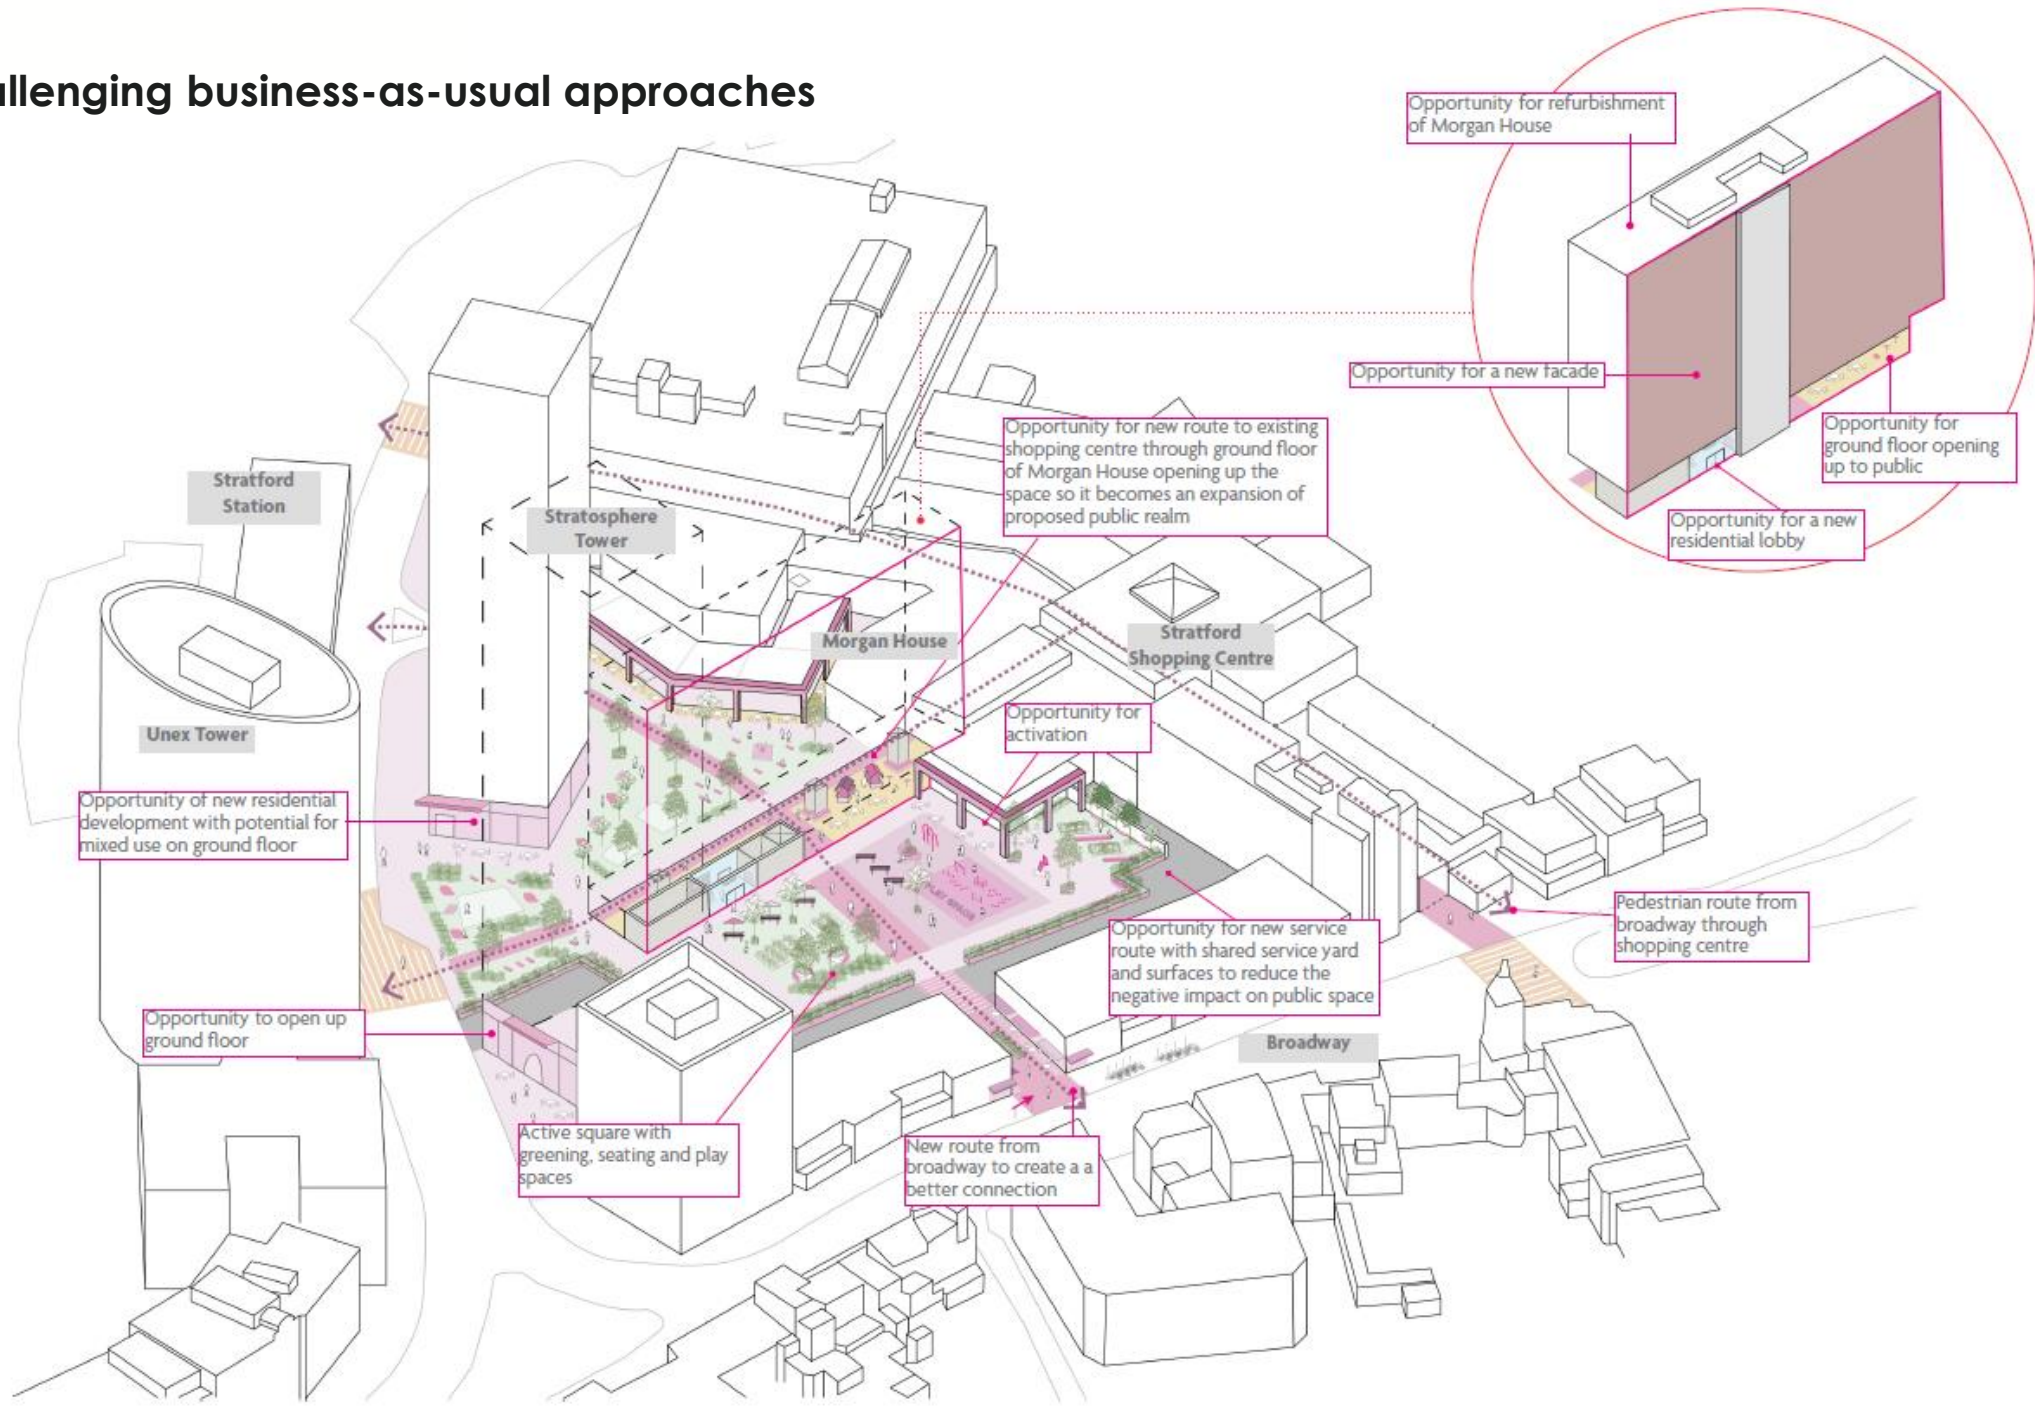 allenging business-as-usual approaches
Opportunity for refurbishment
of Morgan House
Opportunity for a new facade
Opportunity for
ground floor opening
up to public
Opportunity for a new
residential lobby
Opportunity for new route to existing
shopping centre through ground floor
of Morgan House opening up the
space so it becomes an expansion of
proposed public realm
Stratford
Station
Stratosphere
Tower
Morgan House
Stratford
Shopping Centre
Unex Tower
Opportunity for
activation
Opportunity of new residential
development with potential for
mixed use on ground floor
PLAY SPACE
Pedestrian route from
broadway through
shopping centre
Opportunity for new service
route with shared service yard
and surfaces to reduce the
negative impact on public space
Opportunity to open up
ground floor
Broadway
Active square with
greening, seating and play
spaces
New route from
broadway to create a a
better connection